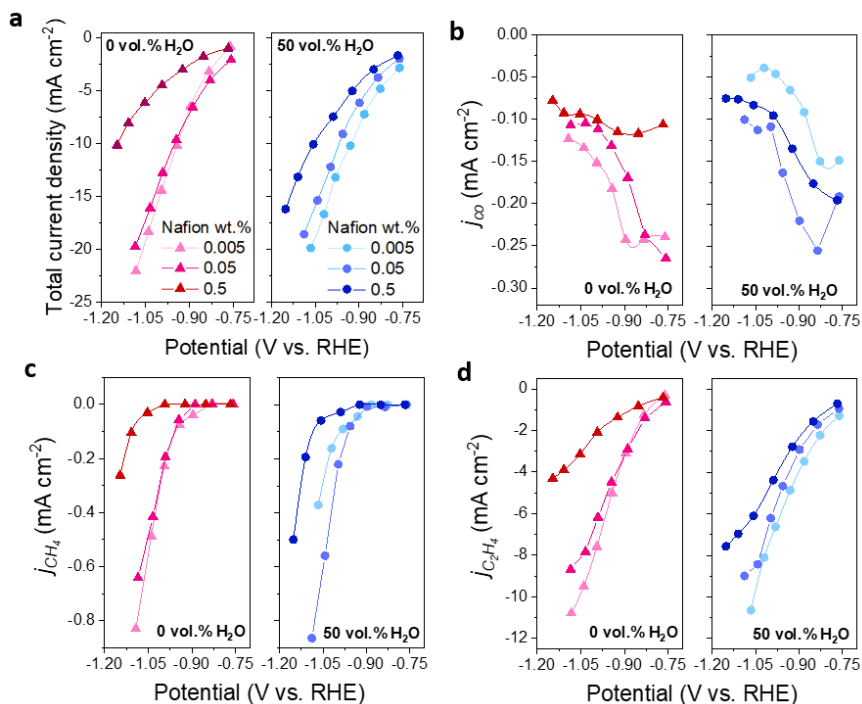 a
0 vol.% H₂O
50 vol.% H₂O
Total current density (mA cm⁻²)
0
-5
-10
-15
-20
-25
Nafion wt.%
0.005
0.05
0.5
Nafion wt.%
0.005
0.05
0.5
-1.20 -1.05 -0.90 -0.75
-1.20 -1.05 -0.90 -0.75
Potential (V vs. RHE)
b
j_CO (mA cm⁻²)
0.00
-0.05
-0.10
-0.15
-0.20
-0.25
-0.30
0 vol.% H₂O
50 vol.% H₂O
-1.20 -1.05 -0.90 -0.75
-1.20 -1.05 -0.90 -0.75
Potential (V vs. RHE)
c
j_CH₄ (mA cm⁻²)
0.0
-0.2
-0.4
-0.6
-0.8
0 vol.% H₂O
50 vol.% H₂O
-1.20 -1.05 -0.90 -0.75
-1.20 -1.05 -0.90 -0.75
Potential (V vs. RHE)
d
j_C₂H₄ (mA cm⁻²)
0
-2
-4
-6
-8
-10
-12
0 vol.% H₂O
50 vol.% H₂O
-1.20 -1.05 -0.90 -0.75
-1.20 -1.05 -0.90 -0.75
Potential (V vs. RHE)